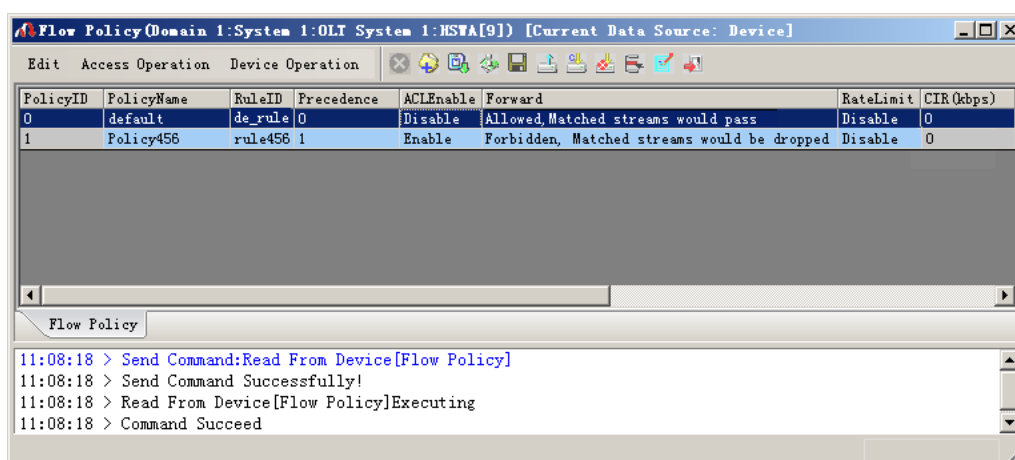 Flow Policy(Domain 1:System 1:OLT System 1:HSWA[9]) [Current Data Source: Device]
Edit Access Operation Device Operation
PolicyID PolicyName RuleID Precedence ACLEnable Forward RateLimit CIR(kbps)
0 default de_rule 0 Disable Allowed,Matched streams would pass Disable 0
1 Policy456 rule456 1 Enable Forbidden, Matched streams would be dropped Disable 0
Flow Policy
11:08:18 > Send Command:Read From Device[Flow Policy]
11:08:18 > Send Command Successfully!
11:08:18 > Read From Device[Flow Policy]Executing
11:08:18 > Command Succeed